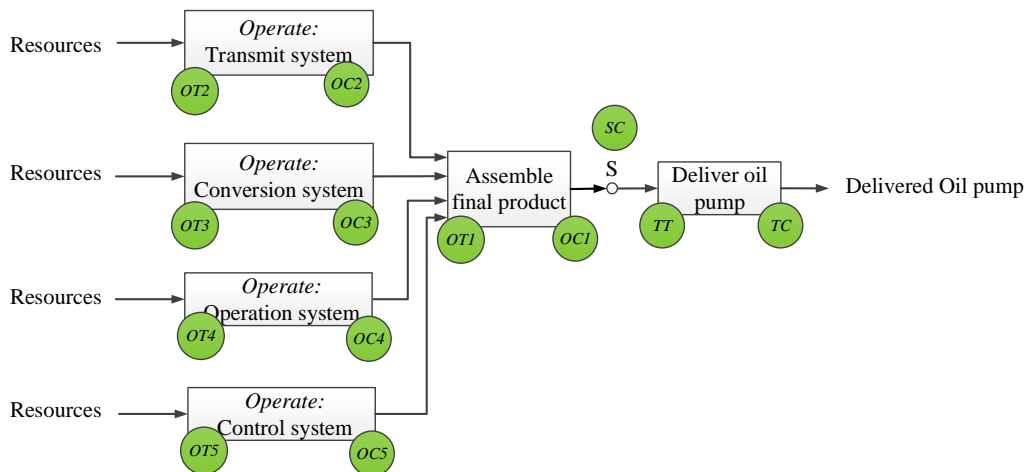 Resources
Operate:
Transmit system
OT2
OC2
Resources
Operate:
Conversion system
OT3
OC3
Resources
Operate:
Operation system
OT4
OC4
Resources
Operate:
Control system
OT5
OC5
Assemble
final product
OT1
OC1
SC
S
Deliver oil
pump
TT
TC
Delivered Oil pump